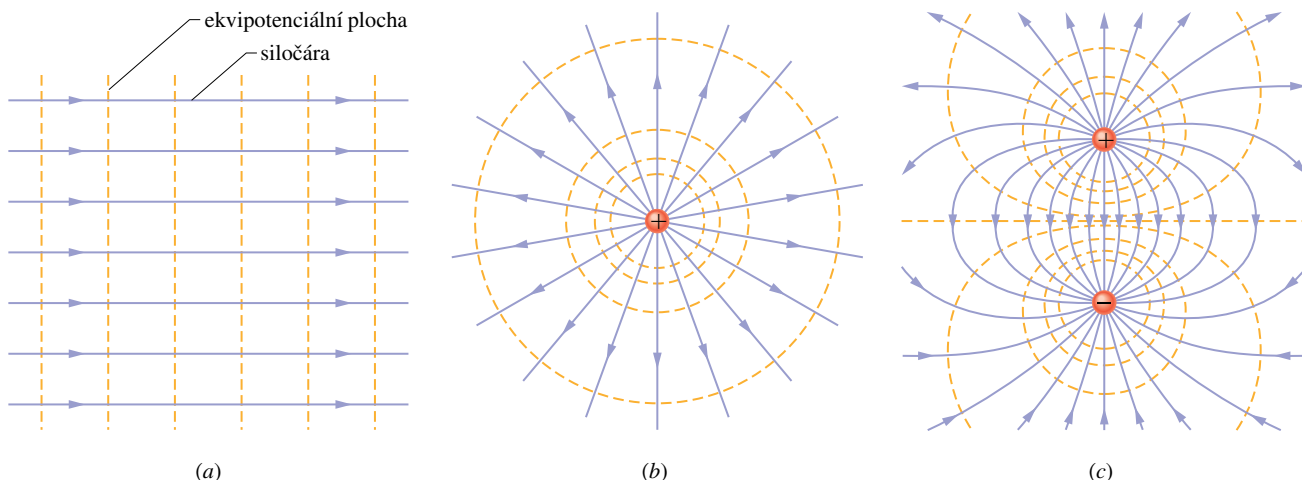 ekvipotenciální plocha
siločára
+
+
−
(a)
(b)
(c)